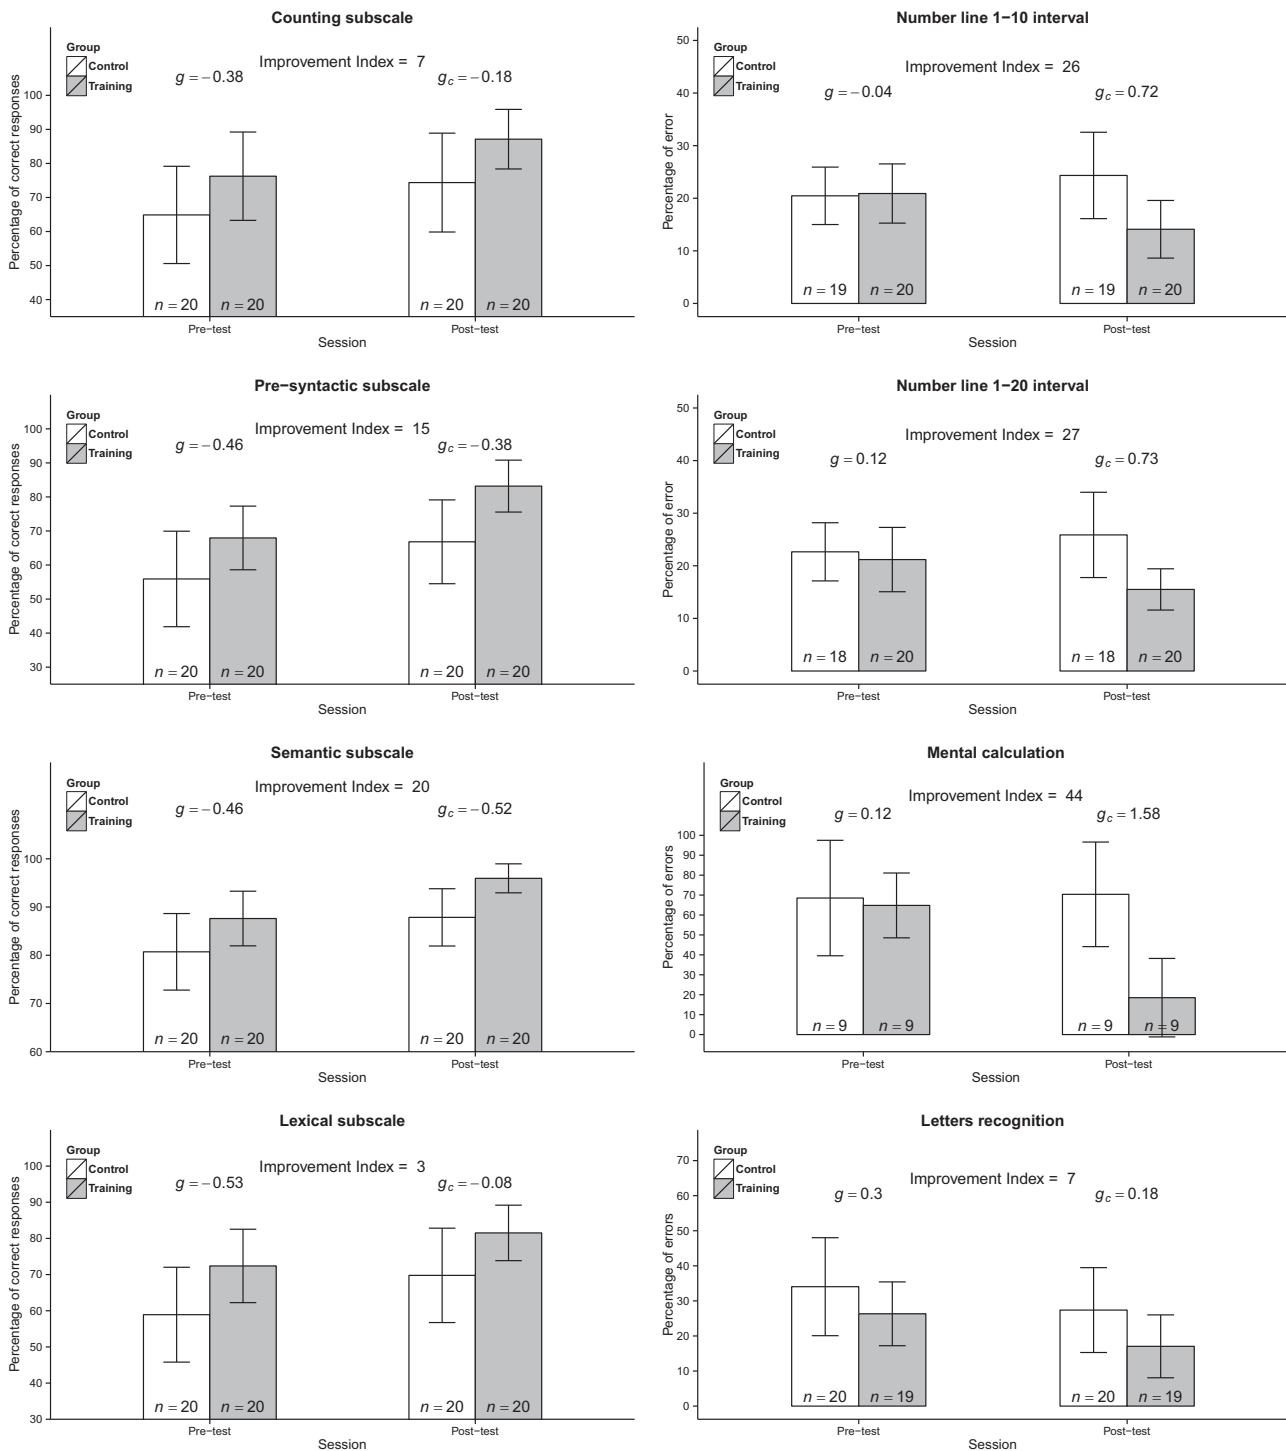 Counting subscale
Group
Control
Training
Improvement Index = 7
g = −0.38
g_c = −0.18
Percentage of correct responses
100
90
80
70
60
50
40
n = 20
n = 20
n = 20
n = 20
Pre−test
Post−test
Session
Number line 1−10 interval
Group
Control
Training
Improvement Index = 26
g = −0.04
g_c = 0.72
Percentage of error
50
40
30
20
10
0
n = 19
n = 20
n = 19
n = 20
Pre−test
Post−test
Session
Pre−syntactic subscale
Group
Control
Training
Improvement Index = 15
g = −0.46
g_c = −0.38
Percentage of correct responses
100
90
80
70
60
50
40
30
n = 20
n = 20
n = 20
n = 20
Pre−test
Post−test
Session
Number line 1−20 interval
Group
Control
Training
Improvement Index = 27
g = 0.12
g_c = 0.73
Percentage of error
50
40
30
20
10
0
n = 18
n = 20
n = 18
n = 20
Pre−test
Post−test
Session
Semantic subscale
Group
Control
Training
Improvement Index = 20
g = −0.46
g_c = −0.52
Percentage of correct responses
100
90
80
70
60
n = 20
n = 20
n = 20
n = 20
Pre−test
Post−test
Session
Mental calculation
Group
Control
Training
Improvement Index = 44
g = 0.12
g_c = 1.58
Percentage of errors
100
90
80
70
60
50
40
30
20
10
0
n = 9
n = 9
n = 9
n = 9
Pre−test
Post−test
Session
Lexical subscale
Group
Control
Training
Improvement Index = 3
g = −0.53
g_c = −0.08
Percentage of correct responses
100
90
80
70
60
50
40
30
n = 20
n = 20
n = 20
n = 20
Pre−test
Post−test
Session
Letters recognition
Group
Control
Training
Improvement Index = 7
g = 0.3
g_c = 0.18
Percentage of errors
70
60
50
40
30
20
10
0
n = 20
n = 19
n = 20
n = 19
Pre−test
Post−test
Session